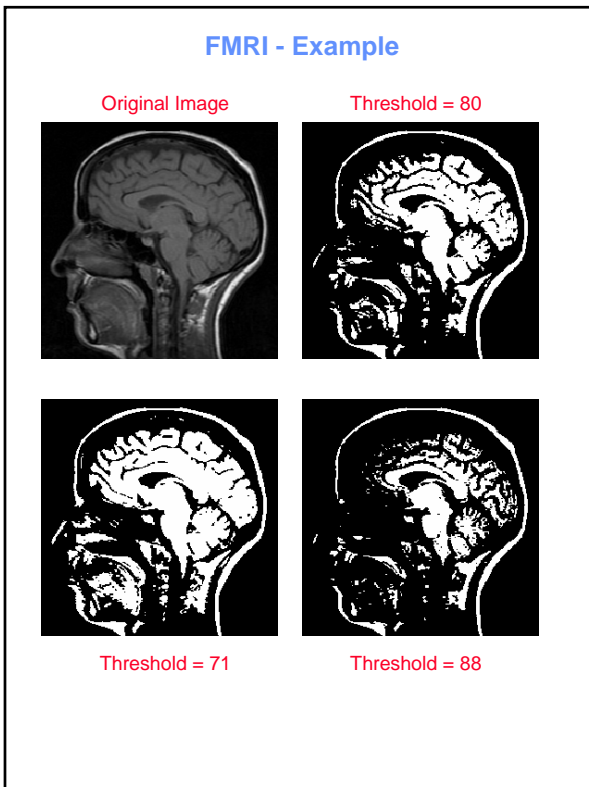 FMRI - Example
Original Image
Threshold = 80
Threshold = 71
Threshold = 88